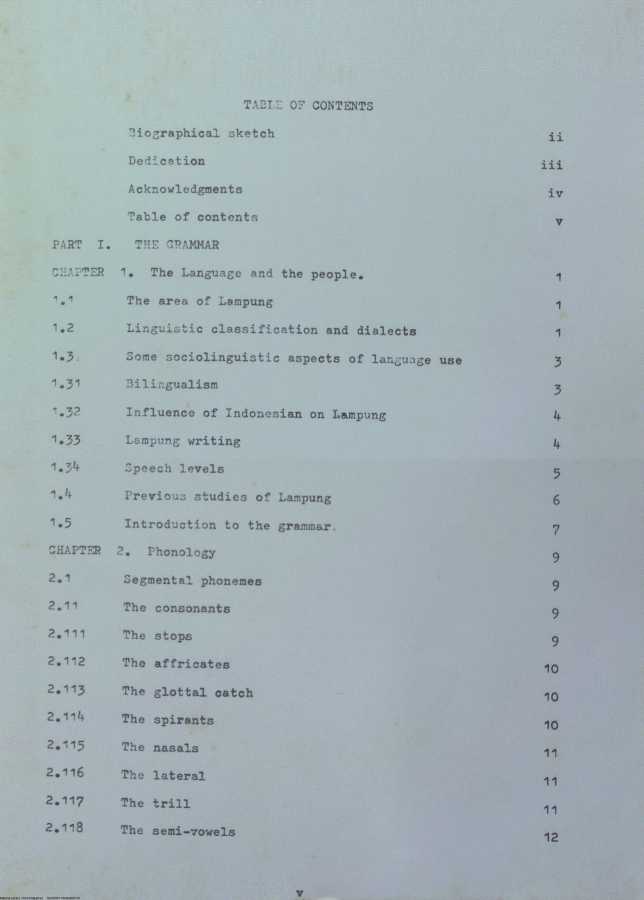 TABLE OF CONTENTS
Biographical sketch ii
Dedication iii
Acknowledgments iv
Table of contents v
PART I. THE GRAMMAR
CHAPTER 1. The Language and the people. 1
1.1 The area of Lampung 1
1.2 Linguistic classification and dialects 1
1.3 Some sociolinguistic aspects of language use 3
1.31 Bilingualism 3
1.32 Influence of Indonesian on Lampung 4
1.33 Lampung writing 4
1.34 Speech levels 5
1.4 Previous studies of Lampung 6
1.5 Introduction to the grammar. 7
CHAPTER 2. Phonology 9
2.1 Segmental phonemes 9
2.11 The consonants 9
2.111 The stops 9
2.112 The affricates 10
2.113 The glottal catch 10
2.114 The spirants 10
2.115 The nasals 11
2.116 The lateral 11
2.117 The trill 11
2.118 The semi-vowels 12
v